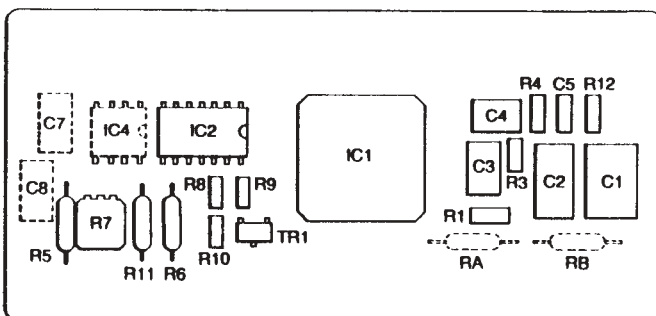 R4 C5 R12
C7 IC4 IC2 IC1 C4
C8 R8 R9 C3 R3 C2 C1
R7 R1
R5 R11 R6 R10 TR1 RA RB